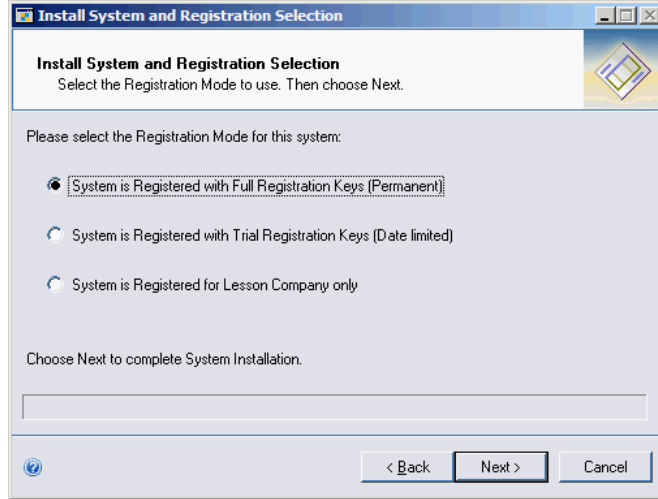 Install System and Registration Selection
Install System and Registration Selection
Select the Registration Mode to use. Then choose Next.
Please select the Registration Mode for this system:
System is Registered with Full Registration Keys (Permanent)
System is Registered with Trial Registration Keys (Date limited)
System is Registered for Lesson Company only
Choose Next to complete System Installation.
< Back Next > Cancel